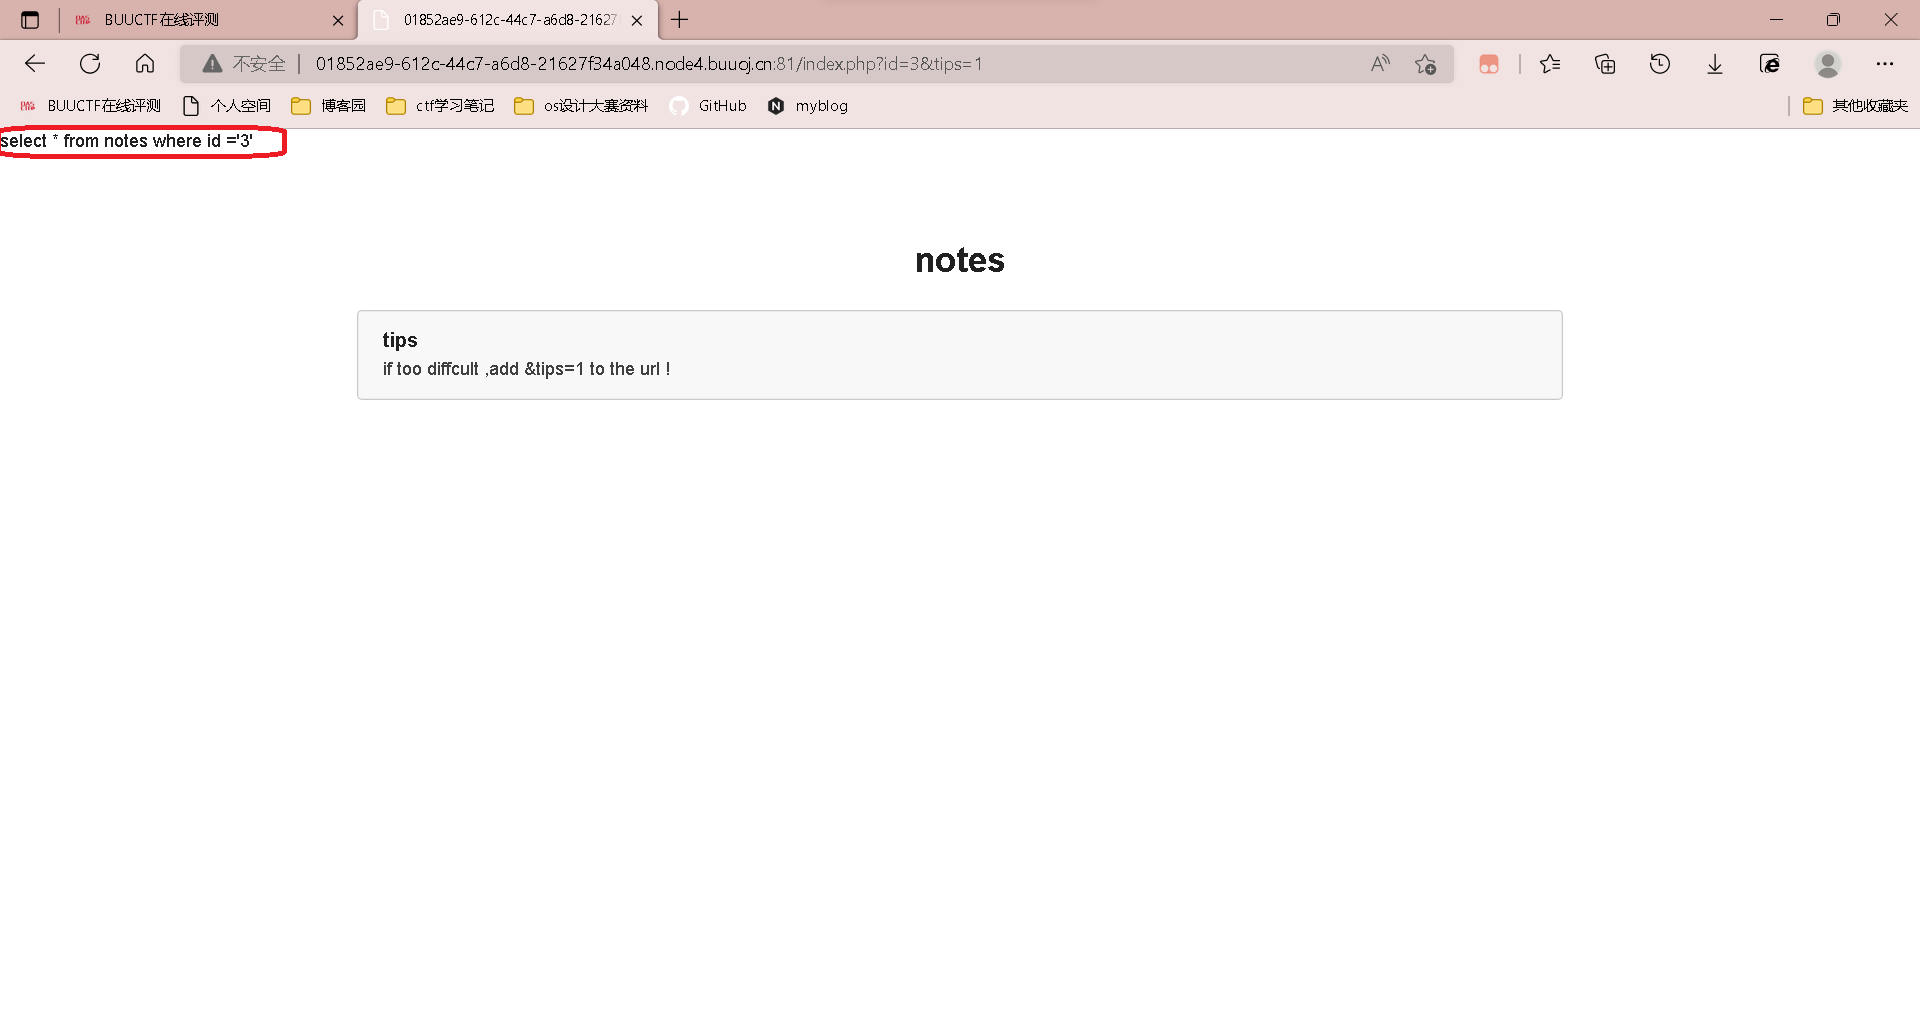 BUUCTF在线评测
01852ae9-612c-44c7-a6d8-21627
不安全
01852ae9-612c-44c7-a6d8-21627f34a048.node4.buuoj.cn:81/index.php?id=3&tips=1
BUUCTF在线评测 个人空间 博客园 ctf学习笔记 os设计大赛资料 GitHub myblog 其他收藏夹
select * from notes where id ='3'
notes
tips
if too diffcult ,add &tips=1 to the url !